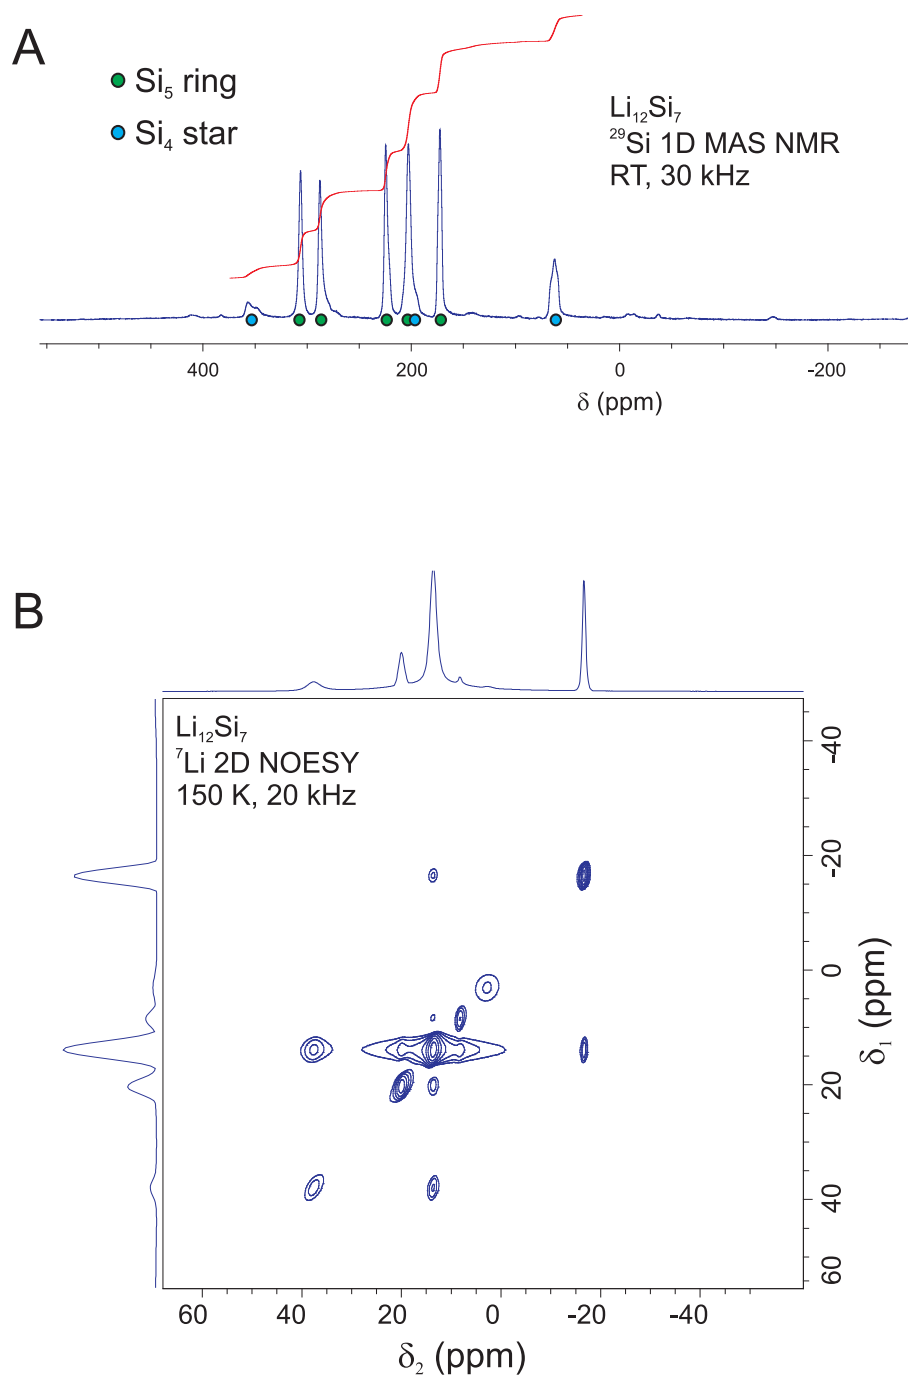 A
Si₅ ring
Si₄ star
Li₁₂Si₇
²⁹Si 1D MAS NMR
RT, 30 kHz
400
200
0
-200
δ (ppm)
B
Li₁₂Si₇
⁷Li 2D NOESY
150 K, 20 kHz
-40
-20
0
20
40
60
δ₁ (ppm)
60
40
20
0
-20
-40
δ₂ (ppm)